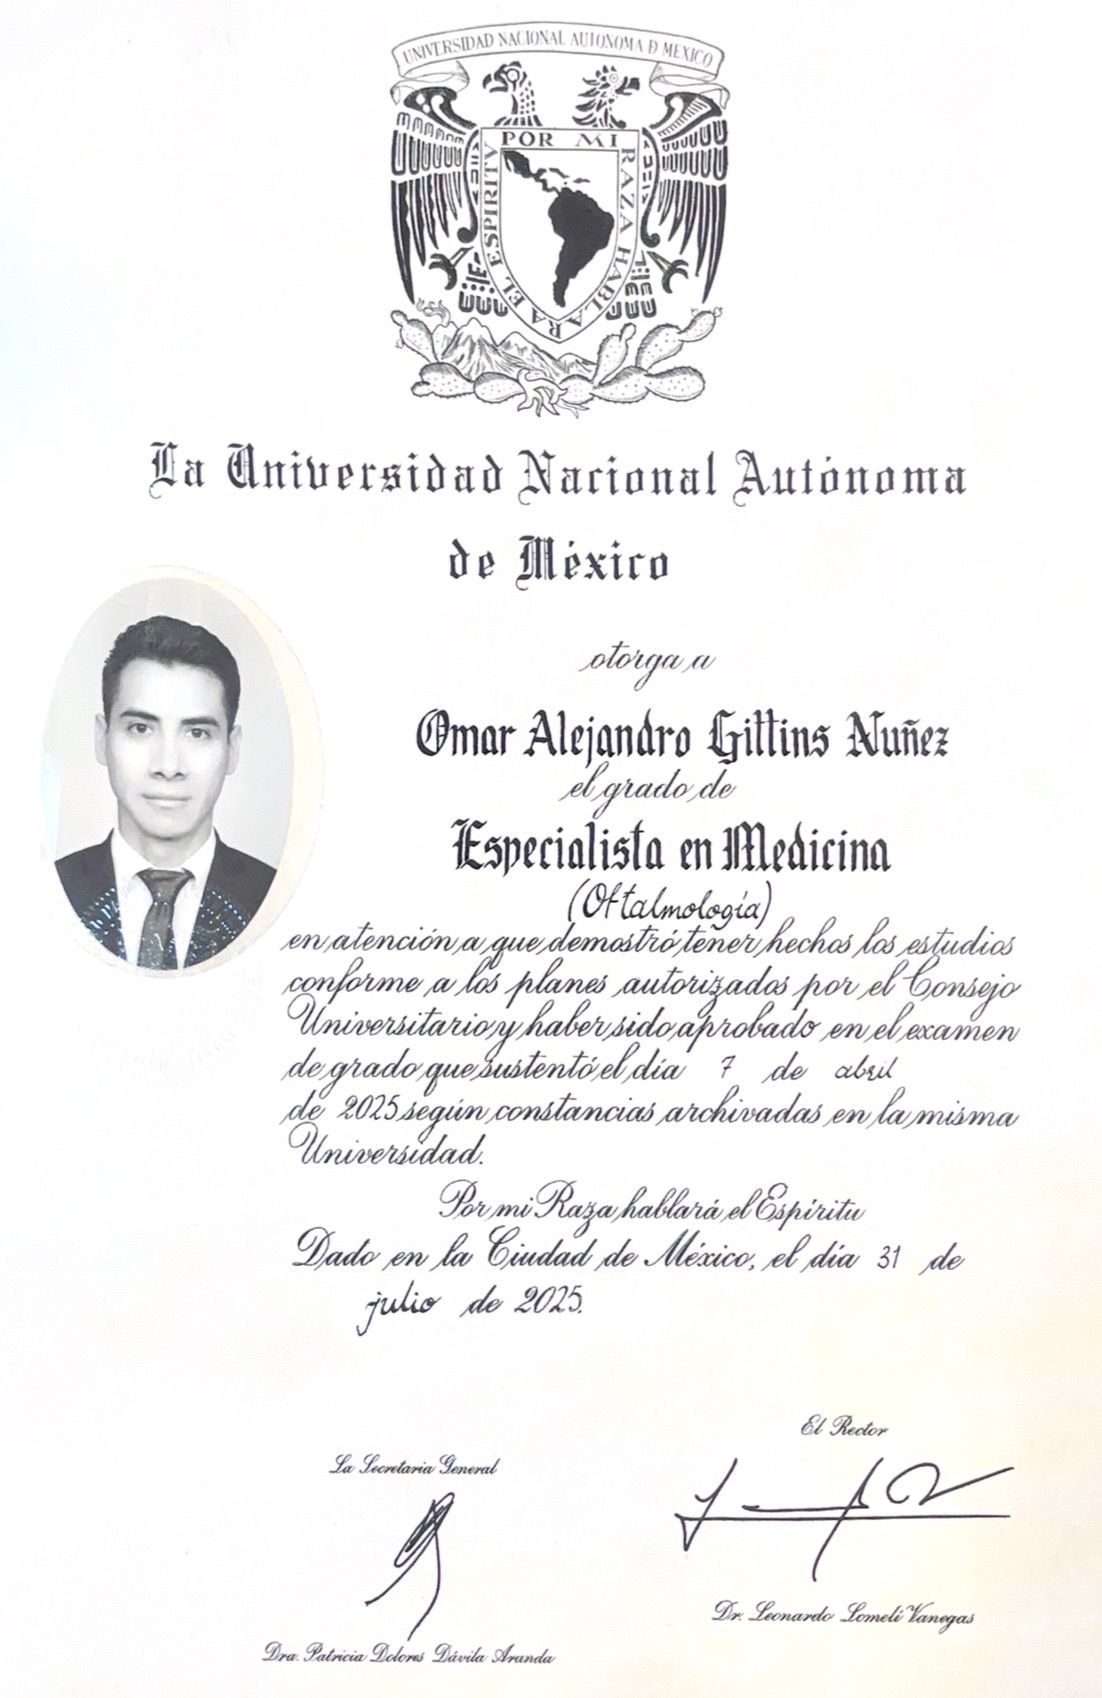 UNIVERSIDAD NACIONAL AUTONOMA D MEXICO
POR MI RAZA HABLARA EL ESPIRITV
La Universidad Nacional Autónoma
de México
otorga a
Omar Alejandro Gittins Nuñez
el grado de
Especialista en Medicina
(Oftalmología)
en atención a que demostró tener hechos los estudios
conforme a los planes autorizados por el Consejo
Universitario y haber sido aprobado en el examen
de grado que sustentó el día 7 de abril
de 2025 según constancias archivadas en la misma
Universidad.
Por mi Raza hablará el Espíritu
Dado en la Ciudad de México, el día 31 de
julio de 2025.
El Rector
La Secretaria General
Dr. Leonardo Lomelí Vanegas
Dra. Patricia Dolores Dávila Aranda